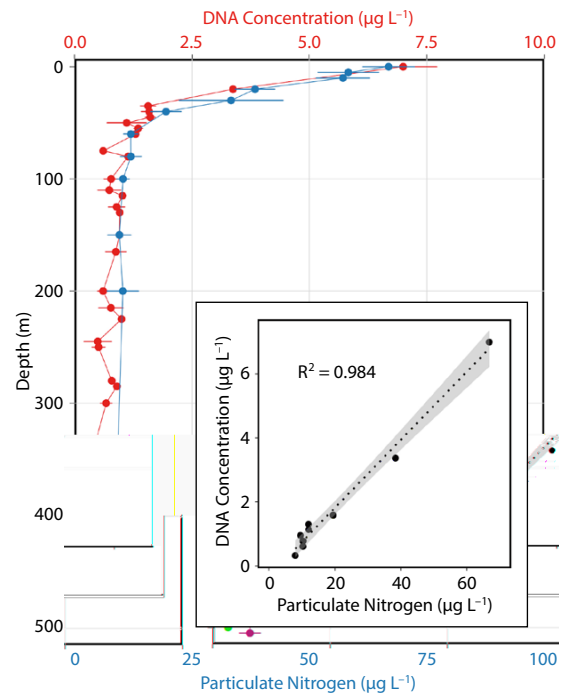 DNA Concentration (µg L⁻¹)
0.0 2.5 5.0 7.5 10.0
0
100
200
300
400
500
Depth (m)
R² = 0.984
DNA Concentration (µg L⁻¹)
6
4
2
0
0 20 40 60
Particulate Nitrogen (µg L⁻¹)
0 25 50 75 100
Particulate Nitrogen (µg L⁻¹)